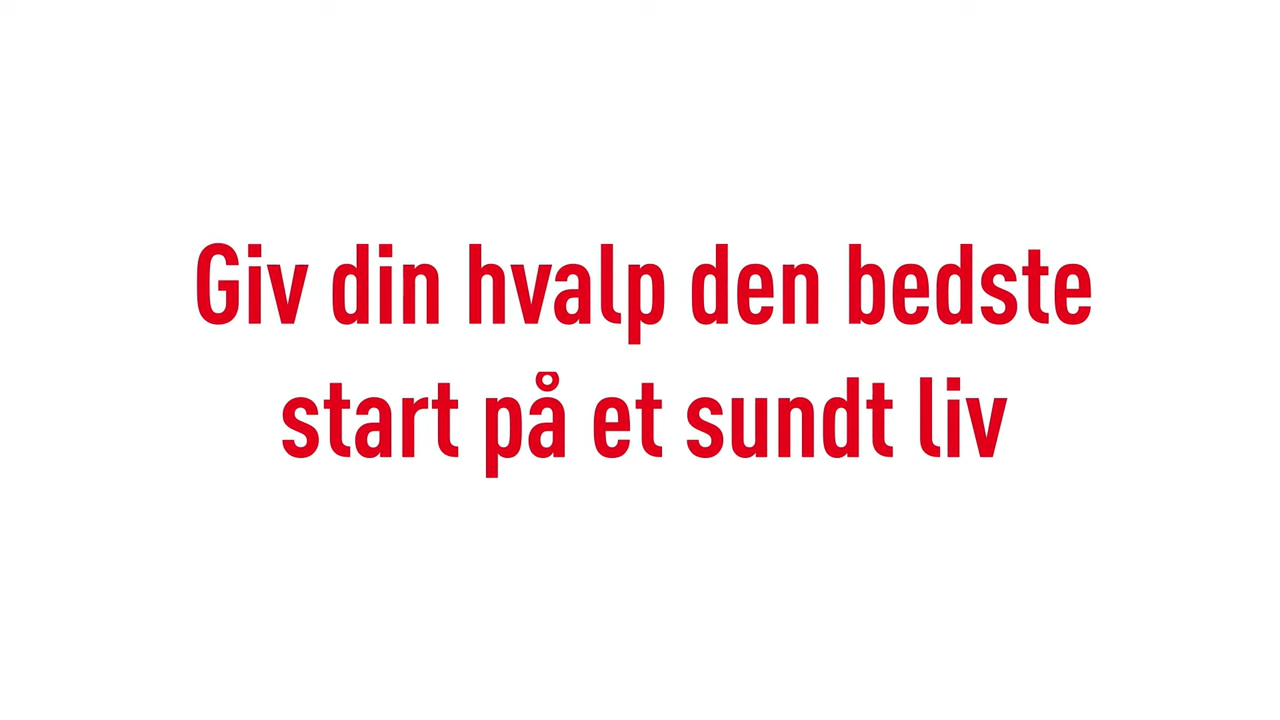 Giv din hvalp den bedste
start på et sundt liv